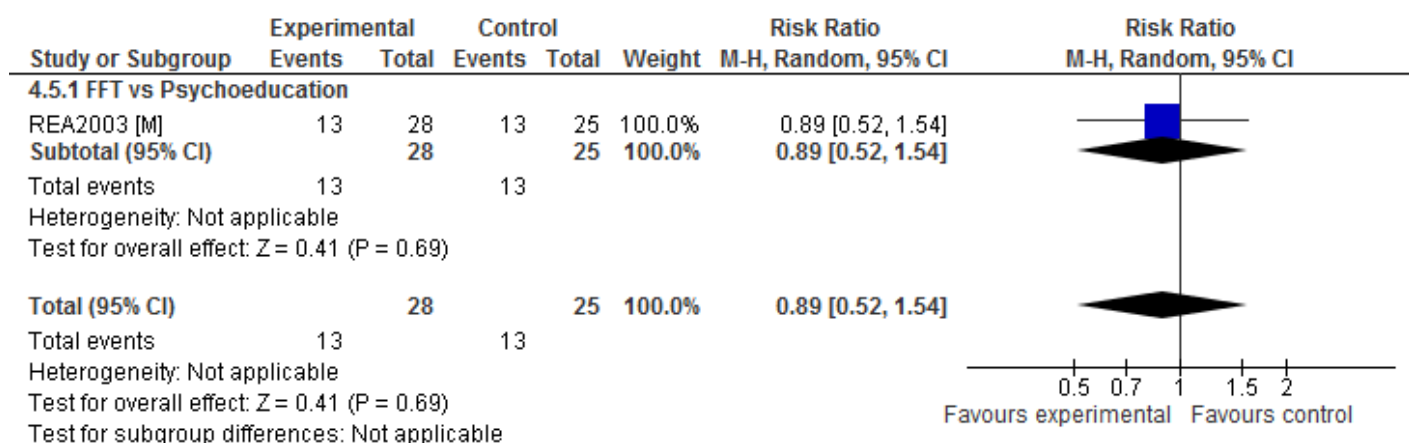 Experimental Control Risk Ratio Risk Ratio
Study or Subgroup Events Total Events Total Weight M-H, Random, 95% CI M-H, Random, 95% CI
4.5.1 FFT vs Psychoeducation
REA2003 [M] 13 28 13 25 100.0% 0.89 [0.52, 1.54]
Subtotal (95% CI) 28 25 100.0% 0.89 [0.52, 1.54]
Total events 13 13
Heterogeneity: Not applicable
Test for overall effect: Z = 0.41 (P = 0.69)
Total (95% CI) 28 25 100.0% 0.89 [0.52, 1.54]
Total events 13 13
Heterogeneity: Not applicable
0.5 0.7 1 1.5 2
Test for overall effect: Z = 0.41 (P = 0.69)
Favours experimental Favours control
Test for subgroup differences: Not applicable